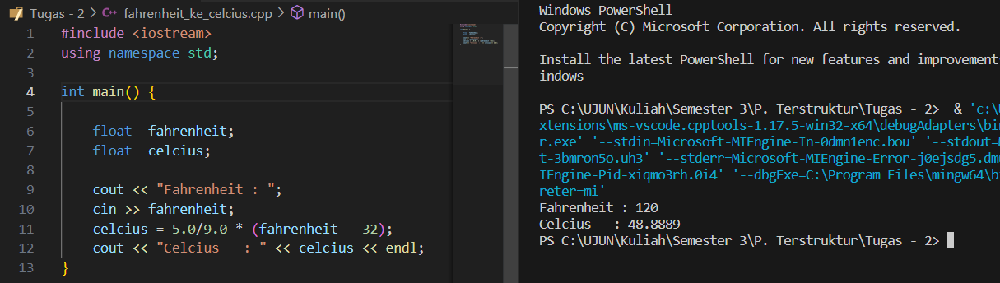 Tugas - 2 > fahrenheit_ke_celcius.cpp > main()
1 #include <iostream>
2 using namespace std;
3
4 int main() {
5
6 float  fahrenheit;
7 float  celcius;
8
9 cout << "Fahrenheit : ";
10 cin >> fahrenheit;
11 celcius = 5.0/9.0 * (fahrenheit - 32);
12 cout << "Celcius   : " << celcius << endl;
13 }
Windows PowerShell
Copyright (C) Microsoft Corporation. All rights reserved.
Install the latest PowerShell for new features and improvement
indows
PS C:\UJUN\Kuliah\Semester 3\P. Terstruktur\Tugas - 2>  & 'c:\
xtensions\ms-vscode.cpptools-1.17.5-win32-x64\debugAdapters\bi
r.exe' '--stdin=Microsoft-MIEngine-In-0dmn1enc.bou' '--stdout=
t-3bmron5o.uh3' '--stderr=Microsoft-MIEngine-Error-j0ejsdg5.dm
IEngine-Pid-xiqmo3rh.0i4' '--dbgExe=C:\Program Files\mingw64\b
reter=mi'
Fahrenheit : 120
Celcius   : 48.8889
PS C:\UJUN\Kuliah\Semester 3\P. Terstruktur\Tugas - 2>